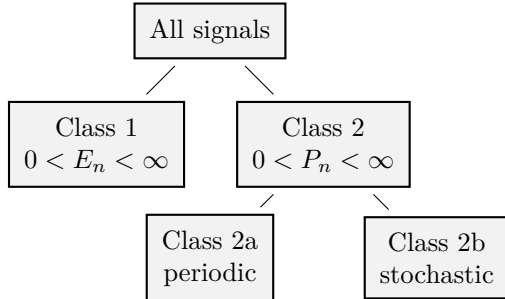 All signals
Class 1
0 < E_n < ∞
Class 2
0 < P_n < ∞
Class 2a
periodic
Class 2b
stochastic